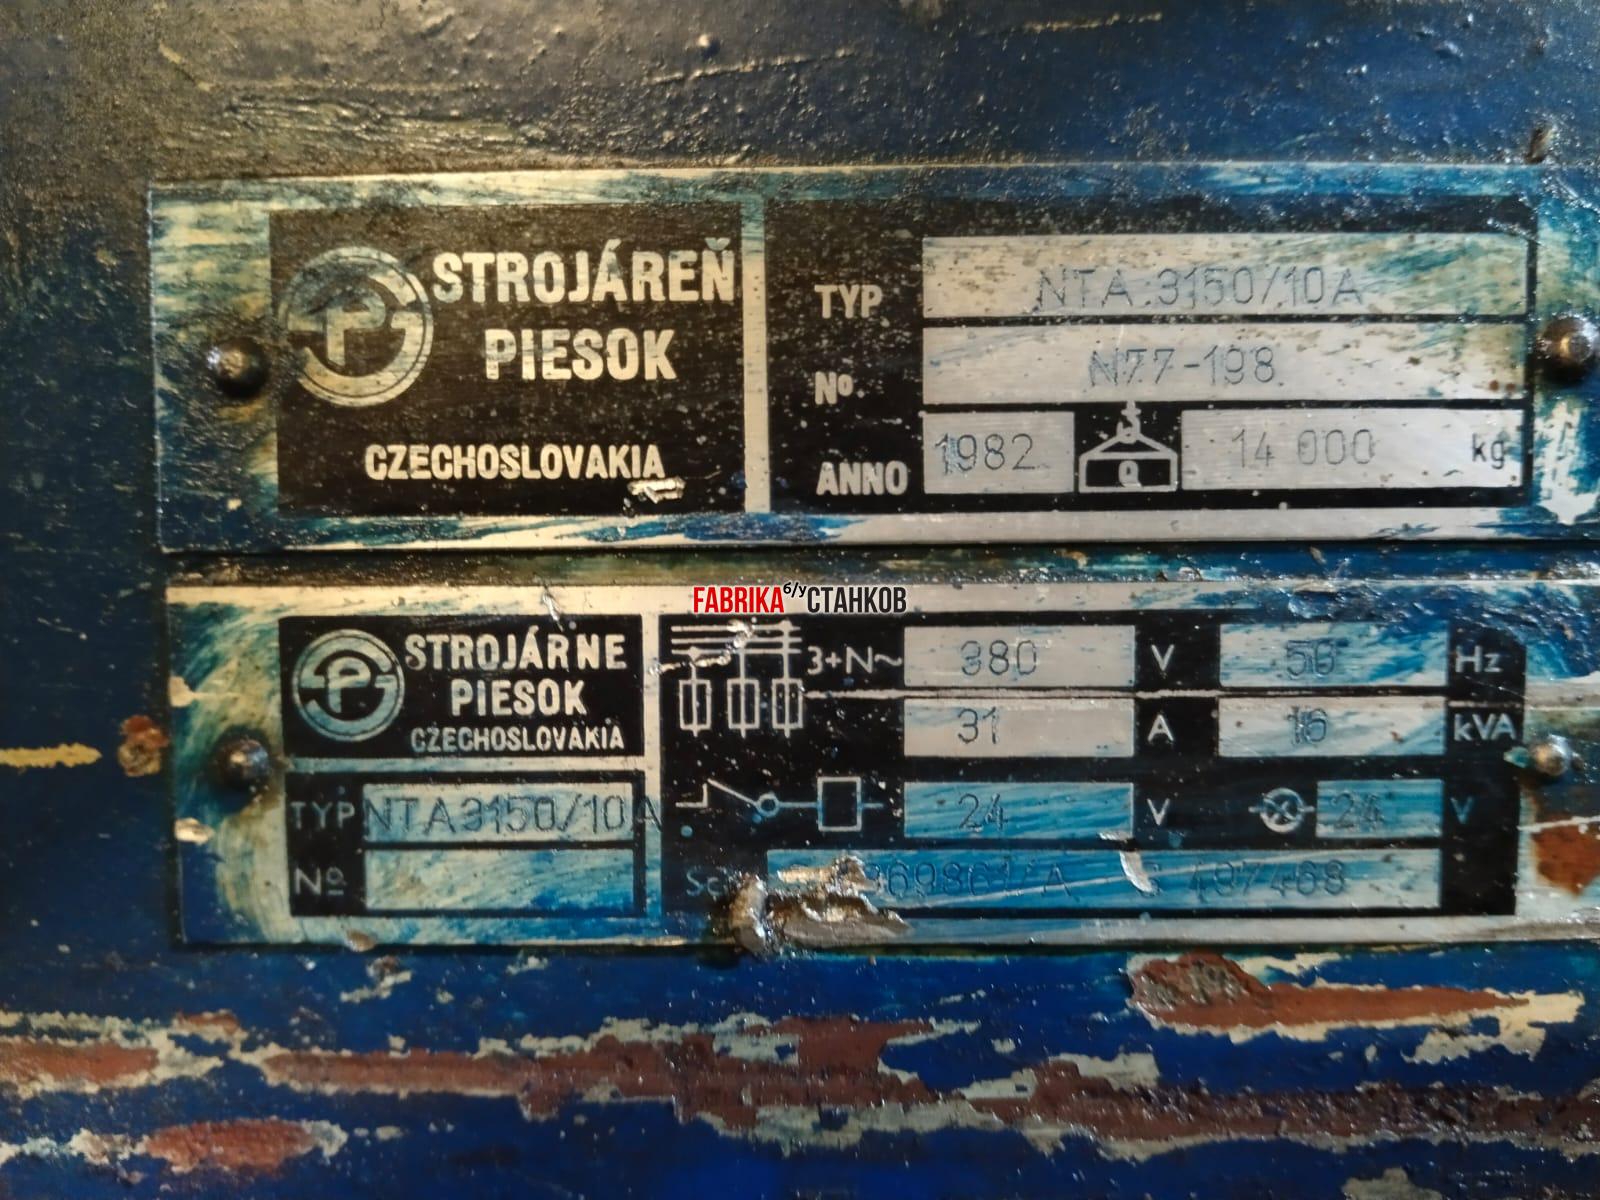 STROJÁREŇ
PIESOK
CZECHOSLOVAKIA
TYP NTA 3150/10A
Nº. N77-198
ANNO 1982 Q 14 000 kg
FABRIKA б/у СТАНКОВ
STROJÁRNE
PIESOK
CZECHOSLOVAKIA
TYP NTA3150/10A
Nº
3+N~ 380 V 50 Hz
31 A 16 kVA
24 V 24 V
S 497468